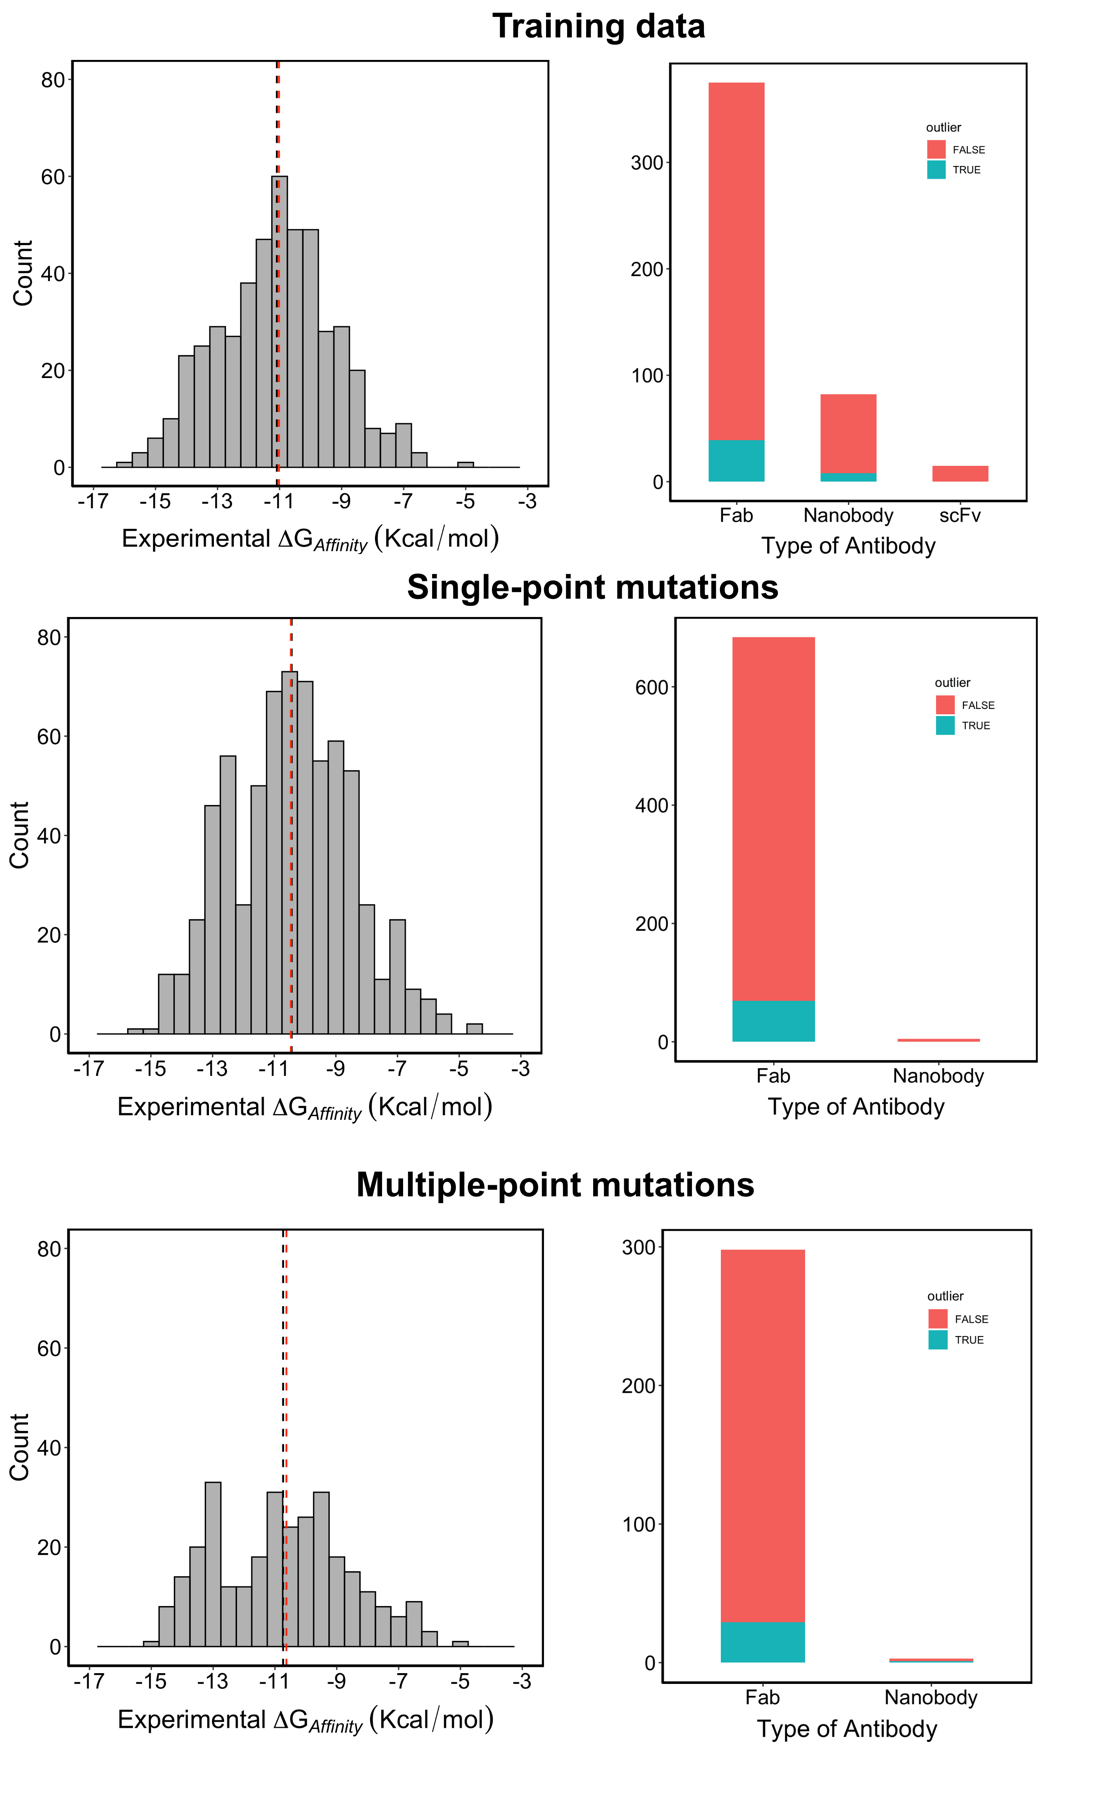 Training data
80
60
40
20
0
Count
-17 -15 -13 -11 -9 -7 -5 -3
Experimental ΔG_Affinity (Kcal/mol)
300
200
100
0
outlier
FALSE
TRUE
Fab Nanobody scFv
Type of Antibody
Single-point mutations
80
60
40
20
0
Count
-17 -15 -13 -11 -9 -7 -5 -3
Experimental ΔG_Affinity (Kcal/mol)
600
400
200
0
outlier
FALSE
TRUE
Fab Nanobody
Type of Antibody
Multiple-point mutations
80
60
40
20
0
Count
-17 -15 -13 -11 -9 -7 -5 -3
Experimental ΔG_Affinity (Kcal/mol)
300
200
100
0
outlier
FALSE
TRUE
Fab Nanobody
Type of Antibody